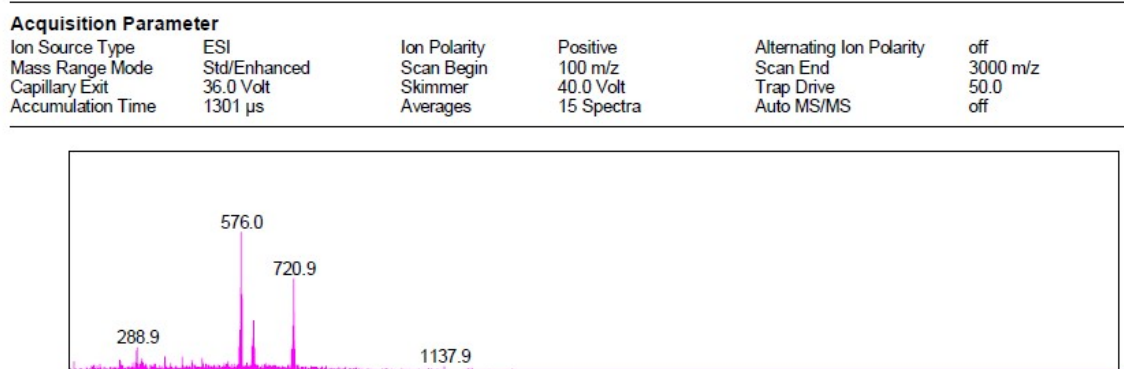 Acquisition Parameter
Ion Source Type ESI Ion Polarity Positive Alternating Ion Polarity off
Mass Range Mode Std/Enhanced Scan Begin 100 m/z Scan End 3000 m/z
Capillary Exit 36.0 Volt Skimmer 40.0 Volt Trap Drive 50.0
Accumulation Time 1301 µs Averages 15 Spectra Auto MS/MS off
576.0
720.9
288.9
1137.9